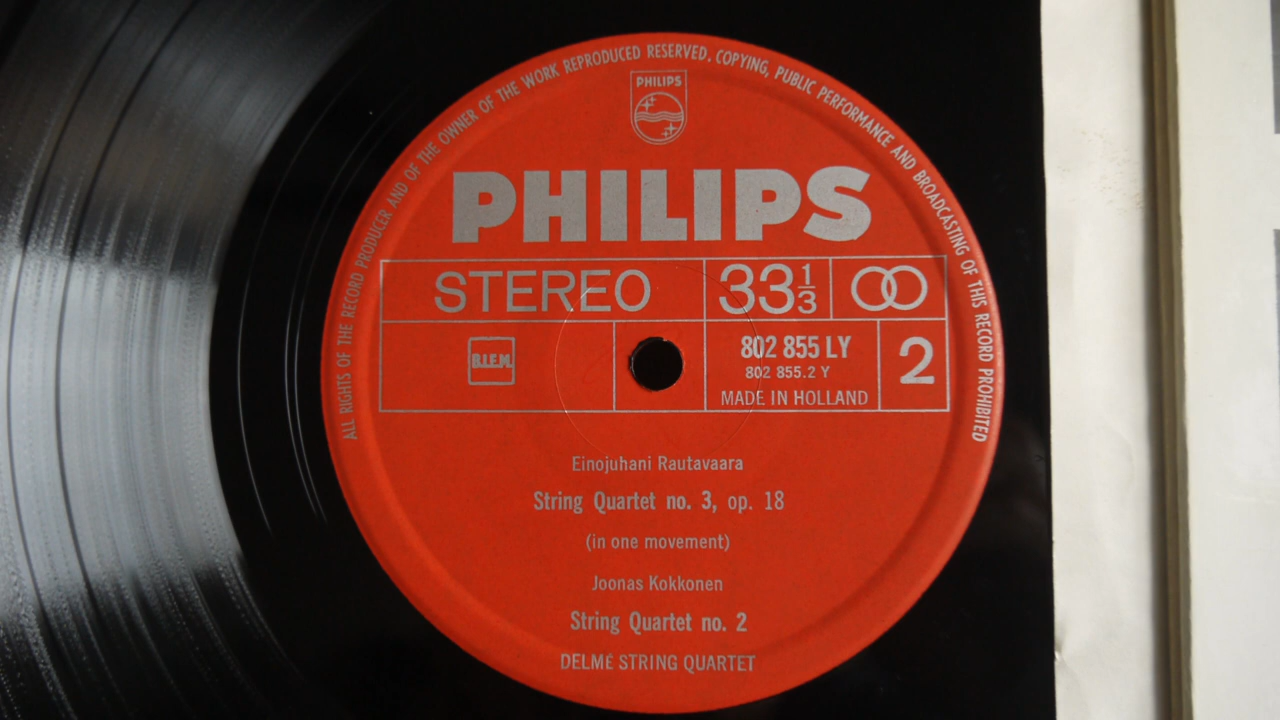 ALL RIGHTS OF THE RECORD PRODUCER AND OF THE OWNER OF THE WORK REPRODUCED RESERVED. COPYING, PUBLIC PERFORMANCE AND BROADCASTING OF THIS RECORD PROHIBITED
PHILIPS
PHILIPS
STEREO 33 1/3
B.I.E.M. 802 855 LY 2
802 855.2 Y
MADE IN HOLLAND
Einojuhani Rautavaara
String Quartet no. 3, op. 18
(in one movement)
Joonas Kokkonen
String Quartet no. 2
DELMÉ STRING QUARTET